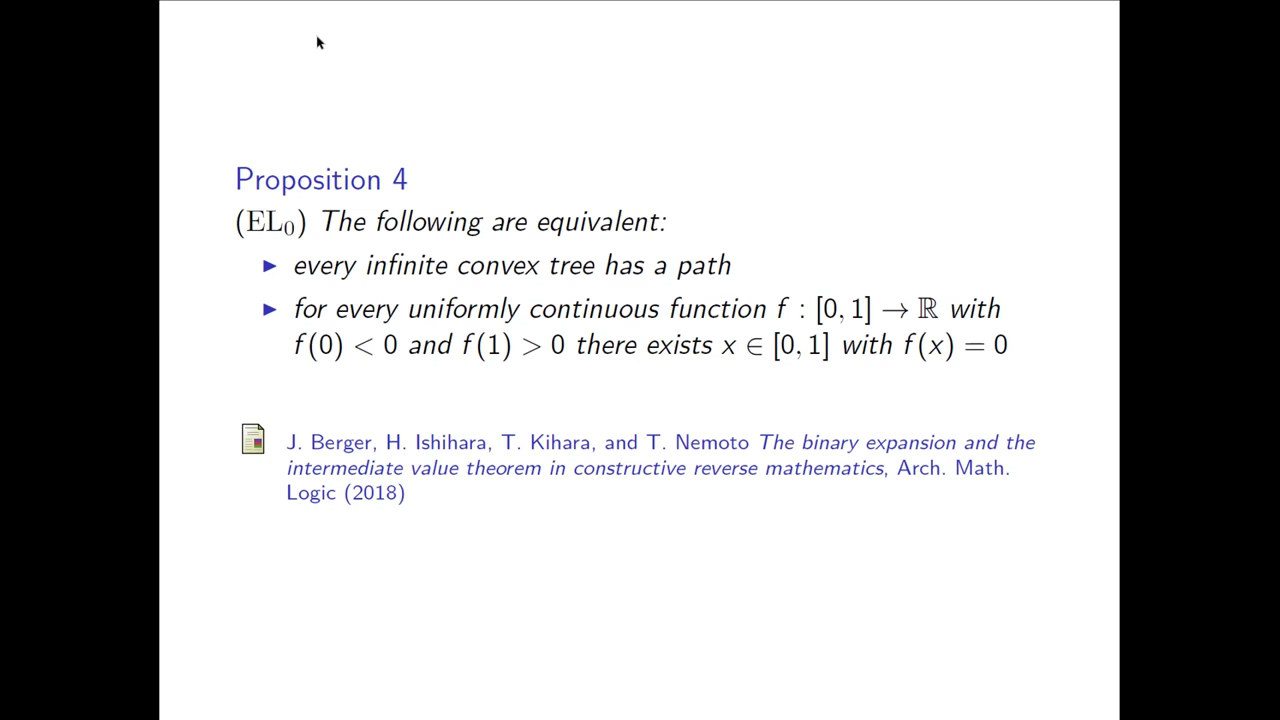 Proposition 4
(EL₀) The following are equivalent:
▶ every infinite convex tree has a path
▶ for every uniformly continuous function f : [0, 1] → ℝ with
f(0) < 0 and f(1) > 0 there exists x ∈ [0, 1] with f(x) = 0
J. Berger, H. Ishihara, T. Kihara, and T. Nemoto The binary expansion and the
intermediate value theorem in constructive reverse mathematics, Arch. Math.
Logic (2018)